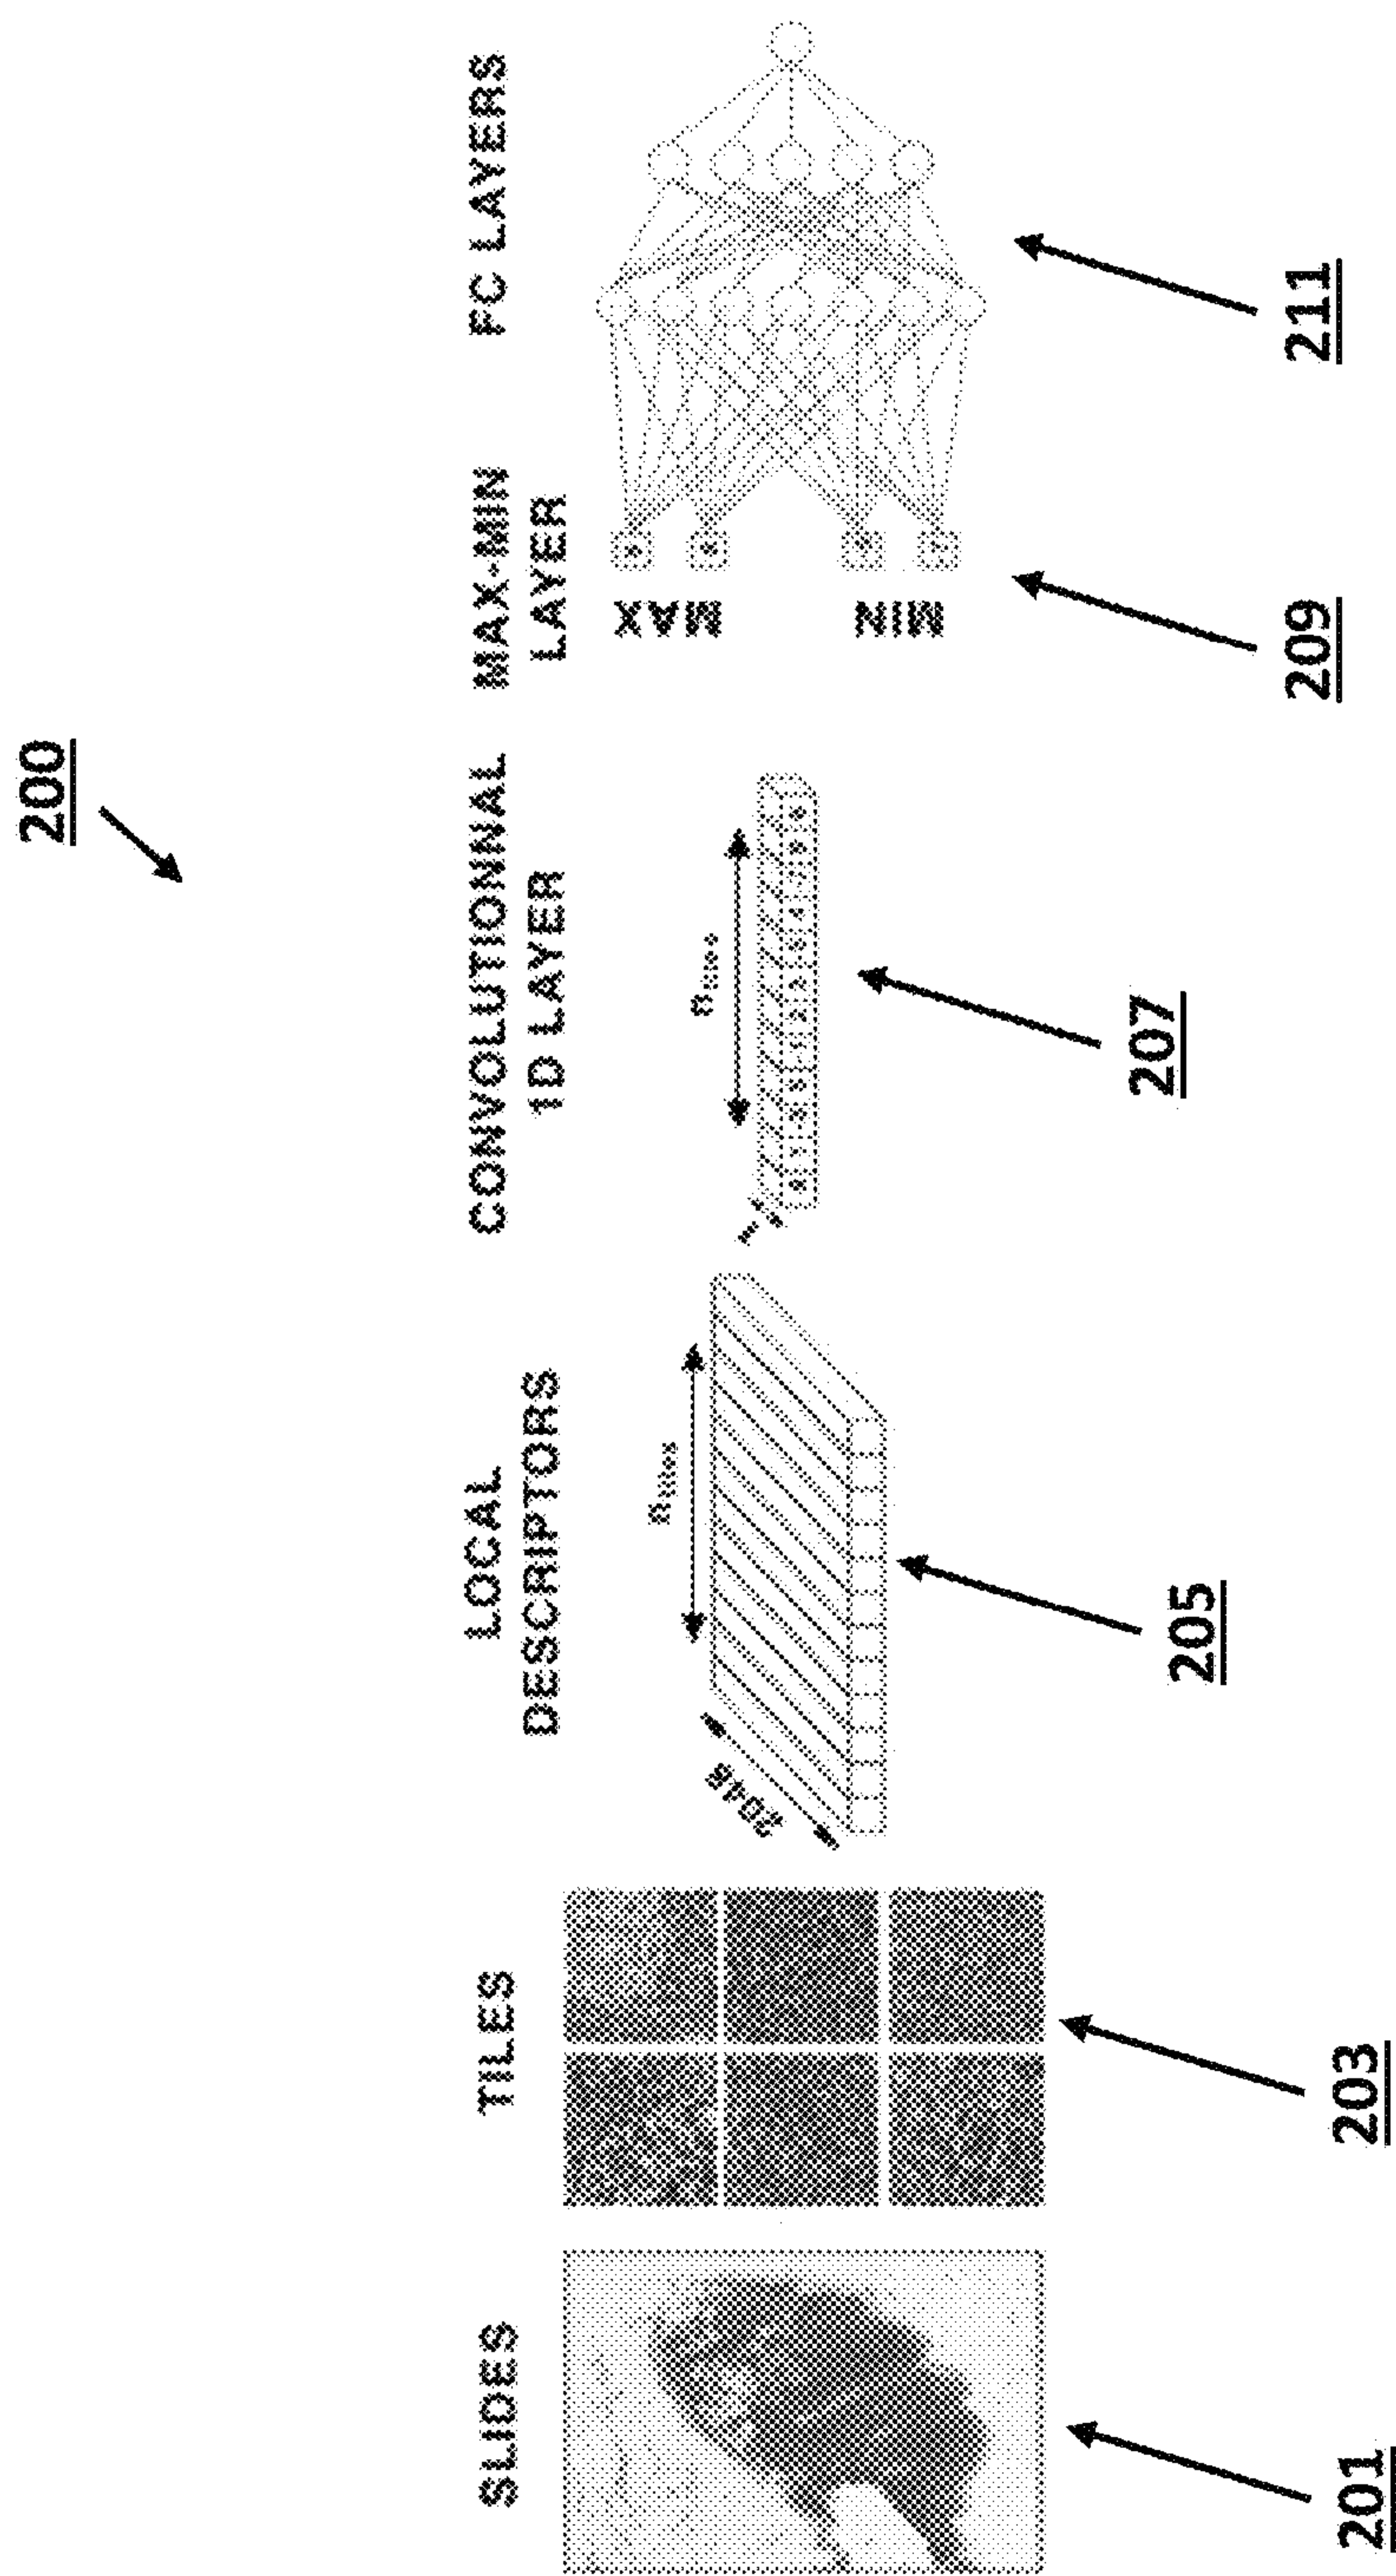 200
SLIDES
TILES
LOCAL
DESCRIPTORS
CONVOLUTIONNAL
1D LAYER
MAX-MIN
LAYER
FC LAYERS
2048
n_tiles
1
MAX
MIN
201
203
205
207
209
211